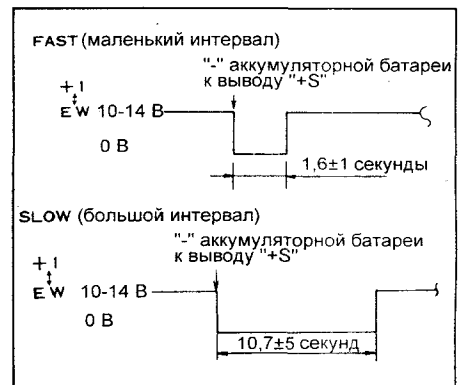 FAST (маленький интервал)
"-" аккумуляторной батареи
к выводу "+S"
+1
EW 10-14 В
0 В
1,6±1 секунды
SLOW (большой интервал)
"-" аккумуляторной батареи
к выводу "+S"
+1
EW 10-14 В
0 В
10,7±5 секунд